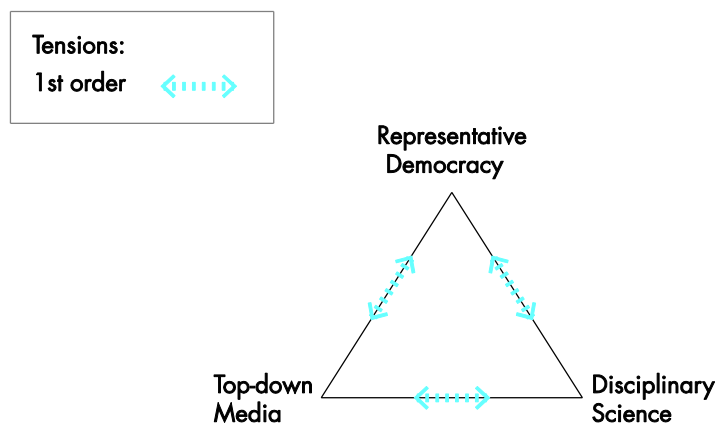 Tensions:
1st order
Representative
Democracy
Top-down
Media
Disciplinary
Science